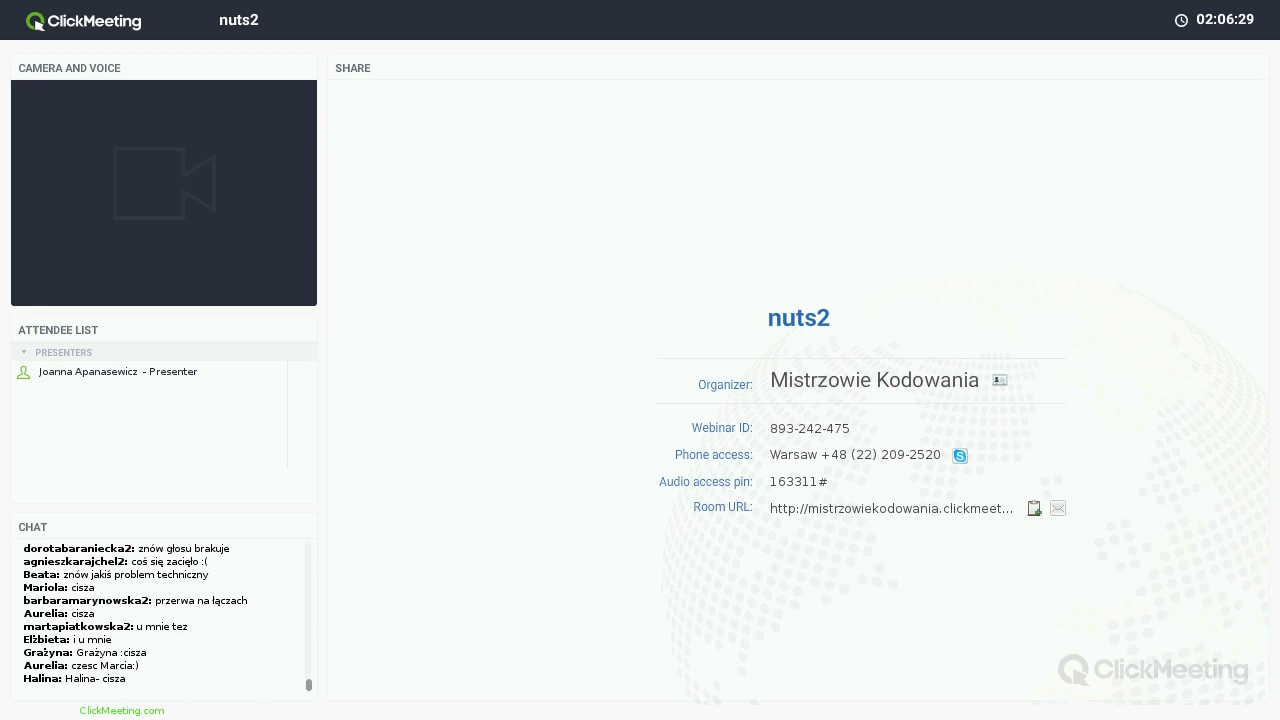 ClickMeeting
nuts2
02:06:29
CAMERA AND VOICE
SHARE
ATTENDEE LIST
PRESENTERS
Joanna Apanasewicz - Presenter
CHAT
dorotabaraniecka2: znów głosu brakuje
agnieszkarajchel2: coś się zacięło :(
Beata: znów jakiś problem techniczny
Mariola: cisza
barbaramarynowska2: przerwa na łączach
Aurelia: cisza
martapiatkowska2: u mnie tez
Elżbieta: i u mnie
Grażyna: Grażyna :cisza
Aurelia: czesc Marcia:)
Halina: Halina- cisza
ClickMeeting.com
nuts2
Organizer: Mistrzowie Kodowania
Webinar ID: 893-242-475
Phone access: Warsaw +48 (22) 209-2520
Audio access pin: 163311#
Room URL: http://mistrzowiekodowania.clickmeet...
ClickMeeting